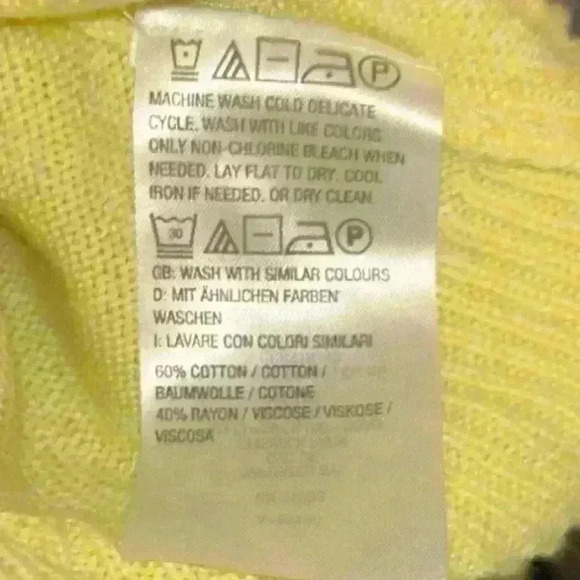 P
MACHINE WASH COLD DELICATE
CYCLE. WASH WITH LIKE COLORS
ONLY NON-CHLORINE BLEACH WHEN
NEEDED. LAY FLAT TO DRY. COOL
IRON IF NEEDED. OR DRY CLEAN
30 P
GB: WASH WITH SIMILAR COLOURS
D: MIT ÄHNLICHEN FARBEN
WASCHEN
I: LAVARE CON COLORI SIMILARI
60% COTTON / COTTON /
BAUMWOLLE / COTONE
40% RAYON / VISCOSE / VISKOSE /
VISCOSA